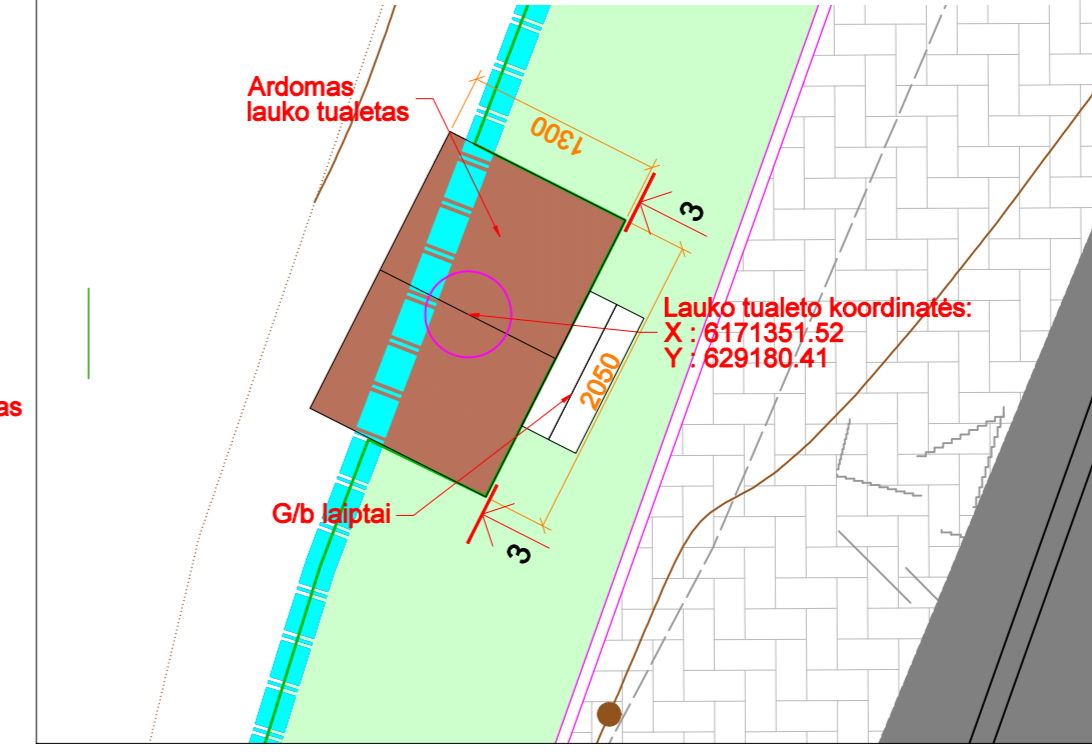 Ardomas
lauko tualetas
1300
3
Lauko tualeto koordinatės:
X : 6171351.52
Y : 629180.41
2050
as
G/b laiptai
3